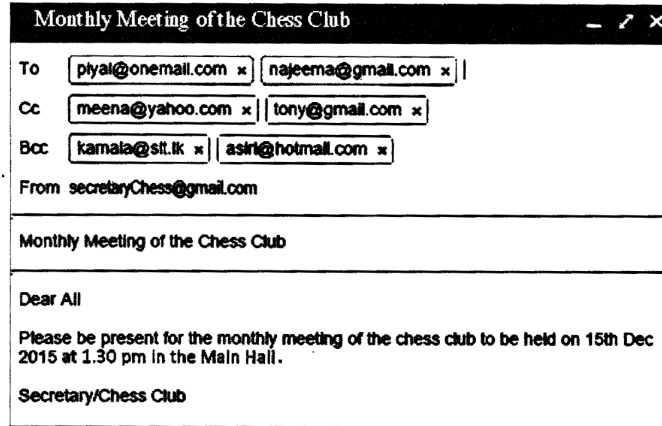 Monthly Meeting of the Chess Club
To piyal@onemail.com × najeema@gmail.com ×
Cc meena@yahoo.com × tony@gmail.com ×
Bcc kamala@stt.lk × asiri@hotmail.com ×
From secretaryChess@gmail.com
Monthly Meeting of the Chess Club
Dear All
Please be present for the monthly meeting of the chess club to be held on 15th Dec
2015 at 1.30 pm in the Main Hall.
Secretary/Chess Club